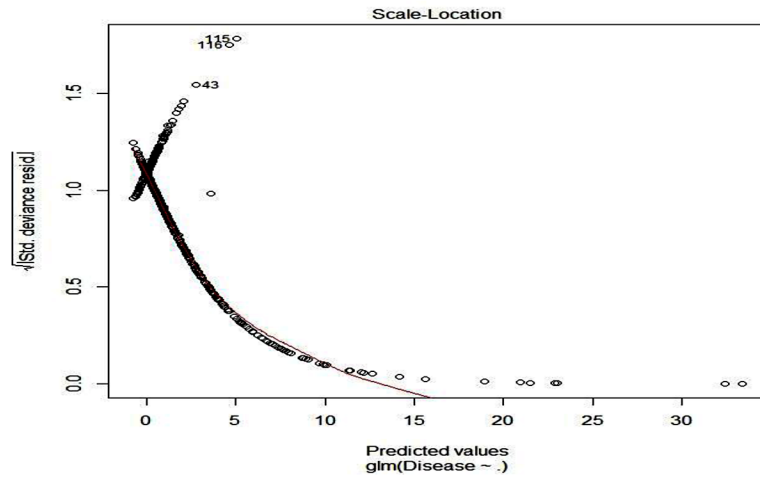 Scale-Location
115
116
43
1.5
1.0
0.5
0.0
√|Std. deviance resid.|
0 5 10 15 20 25 30
Predicted values
glm(Disease ~ .)